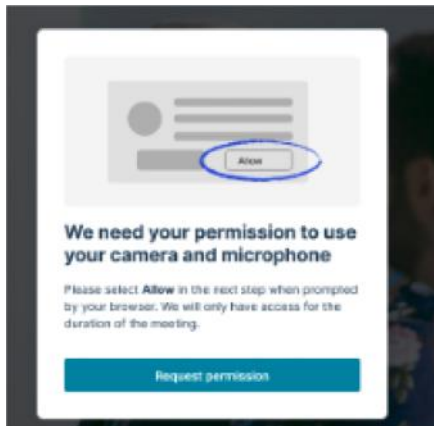 Allow
We need your permission to use
your camera and microphone
Please select Allow in the next step when prompted
by your browser. We will only have access for the
duration of the meeting.
Request permission